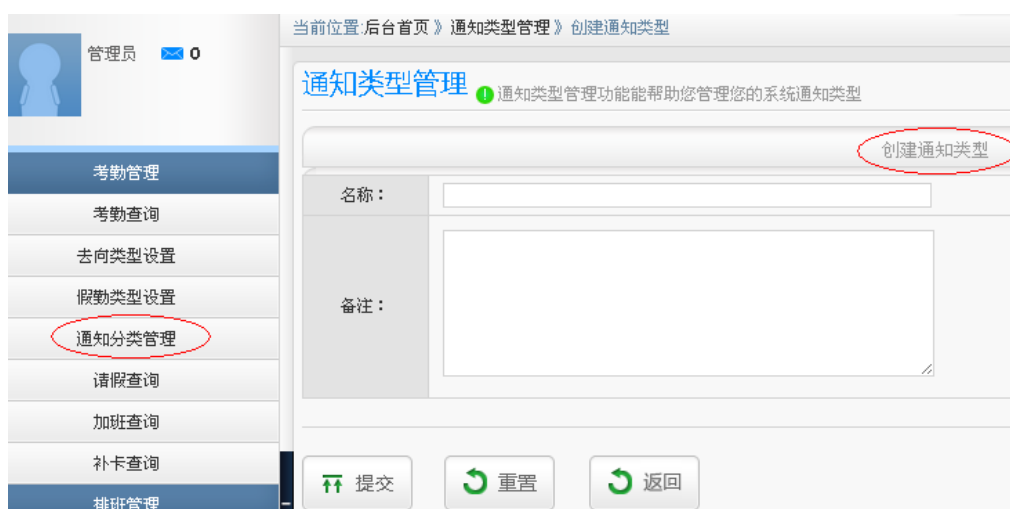 当前位置:后台首页 》 通知类型管理 》 创建通知类型
管理员 0
通知类型管理 通知类型管理功能能帮助您管理您的系统通知类型
创建通知类型
考勤管理
考勤查询
去向类型设置
假勤类型设置
通知分类管理
请假查询
加班查询
补卡查询
排班管理
名称：
备注：
提交 重置 返回